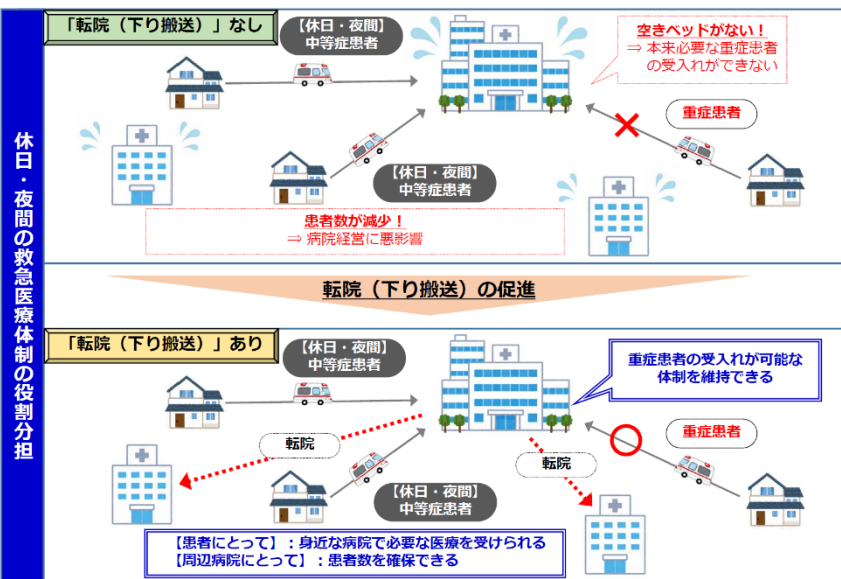 休日・夜間の救急医療体制の役割分担
「転院（下り搬送）」なし
【休日・夜間】
中等症患者
空きベッドがない！
⇒ 本来必要な重症患者
の受入れができない
重症患者
【休日・夜間】
中等症患者
患者数が減少！
⇒ 病院経営に悪影響
転院（下り搬送）の促進
「転院（下り搬送）」あり
【休日・夜間】
中等症患者
重症患者の受入れが可能な
体制を維持できる
重症患者
転院
転院
【休日・夜間】
中等症患者
【患者にとって】：身近な病院で必要な医療を受けられる
【周辺病院にとって】：患者数を確保できる